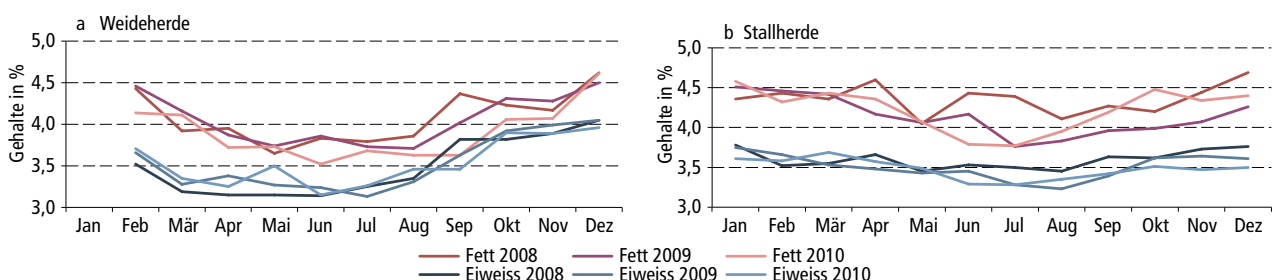 a Weideherde
5,0
4,5
4,0
3,5
3,0
Gehalte in %
Jan Feb Mär Apr Mai Jun Jul Aug Sep Okt Nov Dez
b Stallherde
5,0
4,5
4,0
3,5
3,0
Gehalte in %
Jan Feb Mär Apr Mai Jun Jul Aug Sep Okt Nov Dez
Fett 2008 Fett 2009 Fett 2010
Eiweiss 2008 Eiweiss 2009 Eiweiss 2010